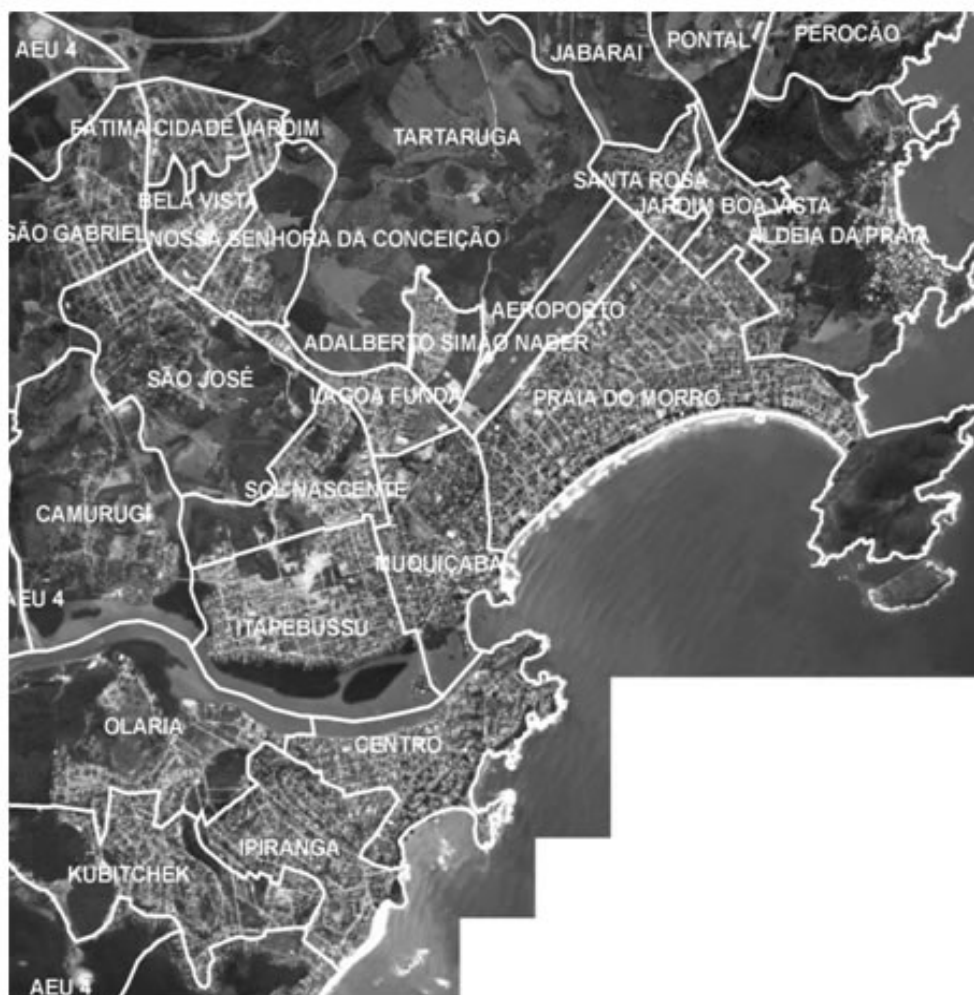 AEU 4
JABARAI
PONTAL
PEROCÃO
FÁTIMA CIDADE JARDIM
TARTARUGA
SANTA ROSA
BELA VISTA
JARDIM BOA VISTA
SÃO GABRIEL
NOSSA SENHORA DA CONCEIÇÃO
ALDEIA DA PRAIA
AEROPORTO
ADALBERTO SIMÃO NADER
SÃO JOSÉ
LAGOA FUNDA
PRAIA DO MORRO
SOL NASCENTE
CAMURUGI
MUQUIÇABA
AEU 4
ITAPEBUSSU
OLARIA
CENTRO
IPIRANGA
KUBITCHEK
AEU 4